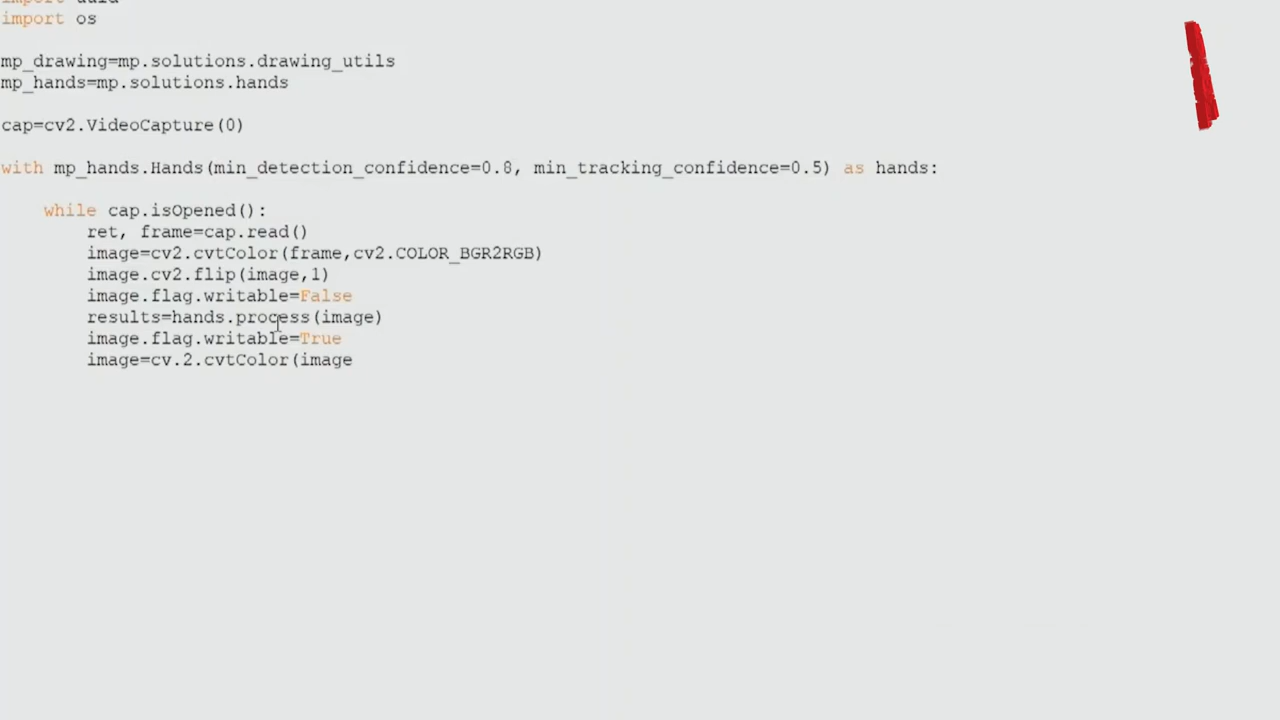 import uuid
import os
mp_drawing=mp.solutions.drawing_utils
mp_hands=mp.solutions.hands
cap=cv2.VideoCapture(0)
with mp_hands.Hands(min_detection_confidence=0.8, min_tracking_confidence=0.5) as hands:
while cap.isOpened():
ret, frame=cap.read()
image=cv2.cvtColor(frame,cv2.COLOR_BGR2RGB)
image.cv2.flip(image,1)
image.flag.writable=False
results=hands.process(image)
image.flag.writable=True
image=cv.2.cvtColor(image